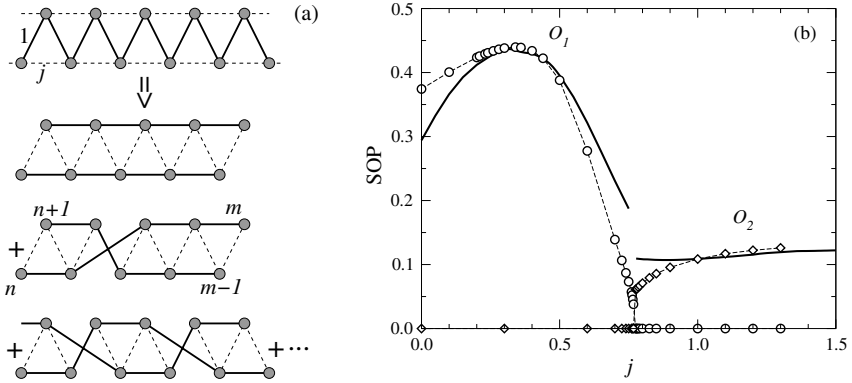 (a)
1
j
=>
n+1
m
+
n
m−1
+
+ ···
(b)
SOP
0.5
0.4
0.3
0.2
0.1
0.0
O1
O2
0.0
0.5
1.0
1.5
j